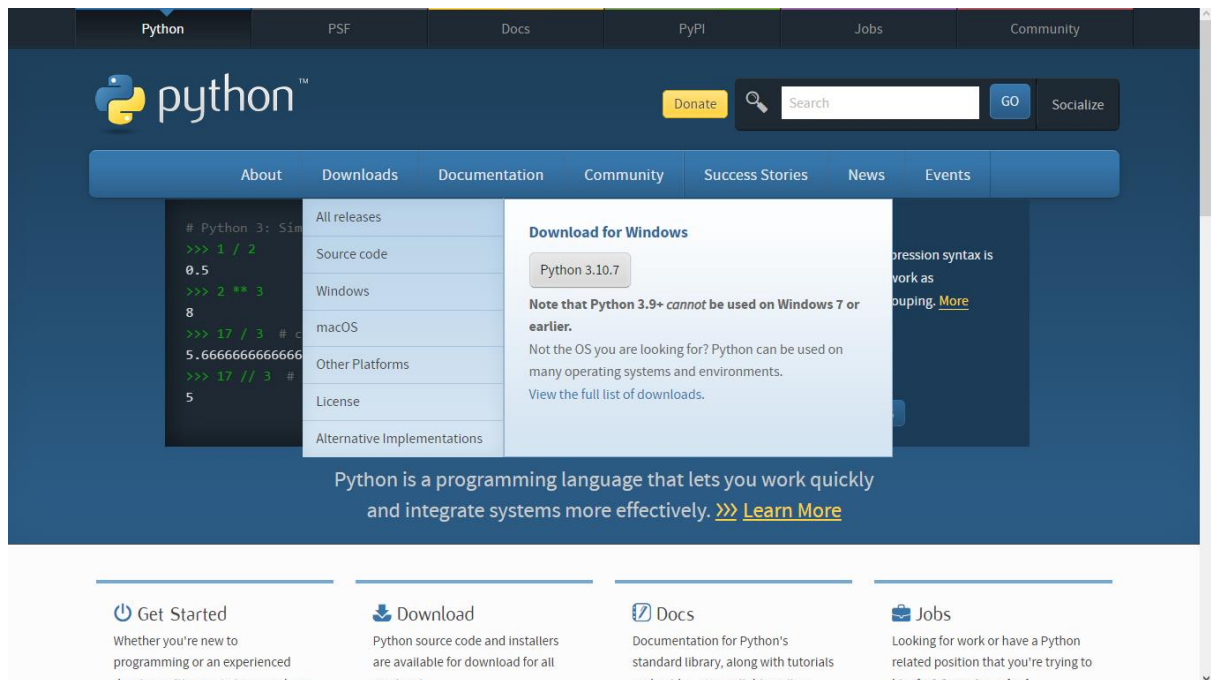 Python
PSF
Docs
PyPI
Jobs
Community
python™
Donate
Search
GO
Socialize
About
Downloads
Documentation
Community
Success Stories
News
Events
# Python 3: Sim
>>> 1 / 2
0.5
>>> 2 ** 3
8
>>> 17 / 3 # c
5.6666666666666
>>> 17 // 3 #
5
All releases
Source code
Windows
macOS
Other Platforms
License
Alternative Implementations
Download for Windows
Python 3.10.7
Note that Python 3.9+ cannot be used on Windows 7 or
earlier.
Not the OS you are looking for? Python can be used on
many operating systems and environments.
View the full list of downloads.
pression syntax is
work as
ouping. More
Python is a programming language that lets you work quickly
and integrate systems more effectively. >>> Learn More
Get Started
Whether you're new to
programming or an experienced
Download
Python source code and installers
are available for download for all
Docs
Documentation for Python's
standard library, along with tutorials
Jobs
Looking for work or have a Python
related position that you're trying to